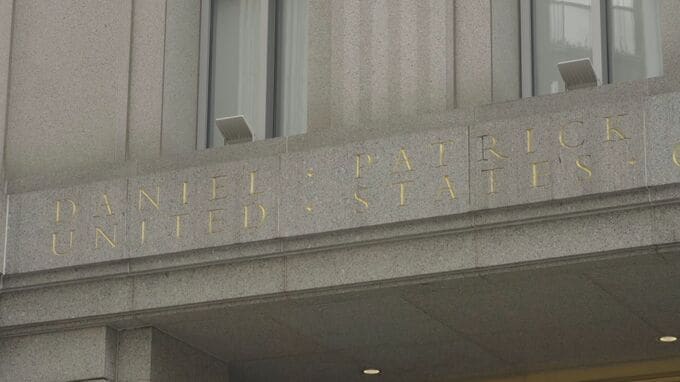 DANIEL · PATRICK
UNITED · STATES ·